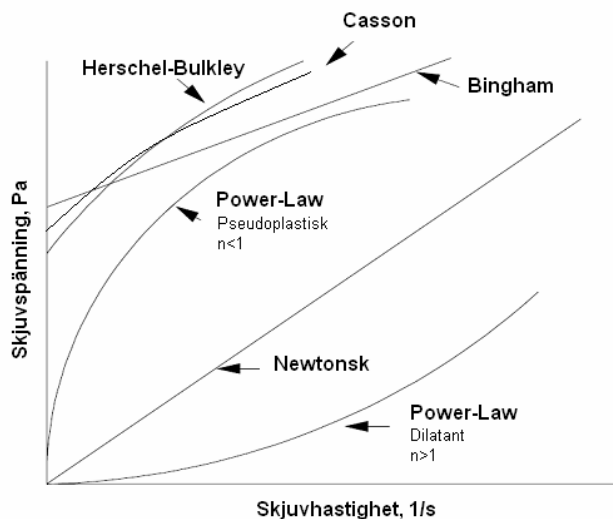 Casson
Herschel-Bulkley
Bingham
Power-Law
Pseudoplastisk
n<1
Skjuvspänning, Pa
Newtonsk
Power-Law
Dilatant
n>1
Skjuvhastighet, 1/s